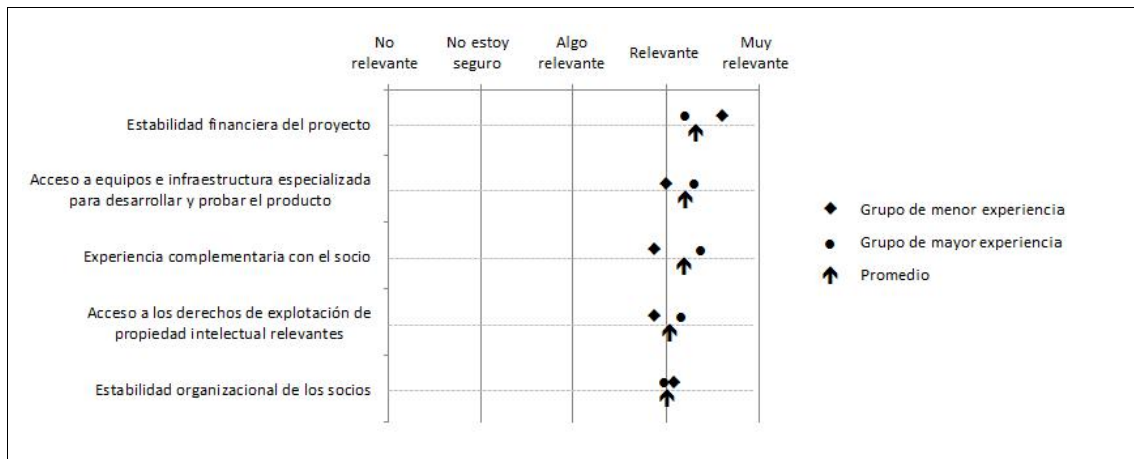 No
relevante
No estoy
seguro
Algo
relevante
Relevante
Muy
relevante
Estabilidad financiera del proyecto
Acceso a equipos e infraestructura especializada
para desarrollar y probar el producto
Experiencia complementaria con el socio
Acceso a los derechos de explotación de
propiedad intelectual relevantes
Estabilidad organizacional de los socios
Grupo de menor experiencia
Grupo de mayor experiencia
Promedio